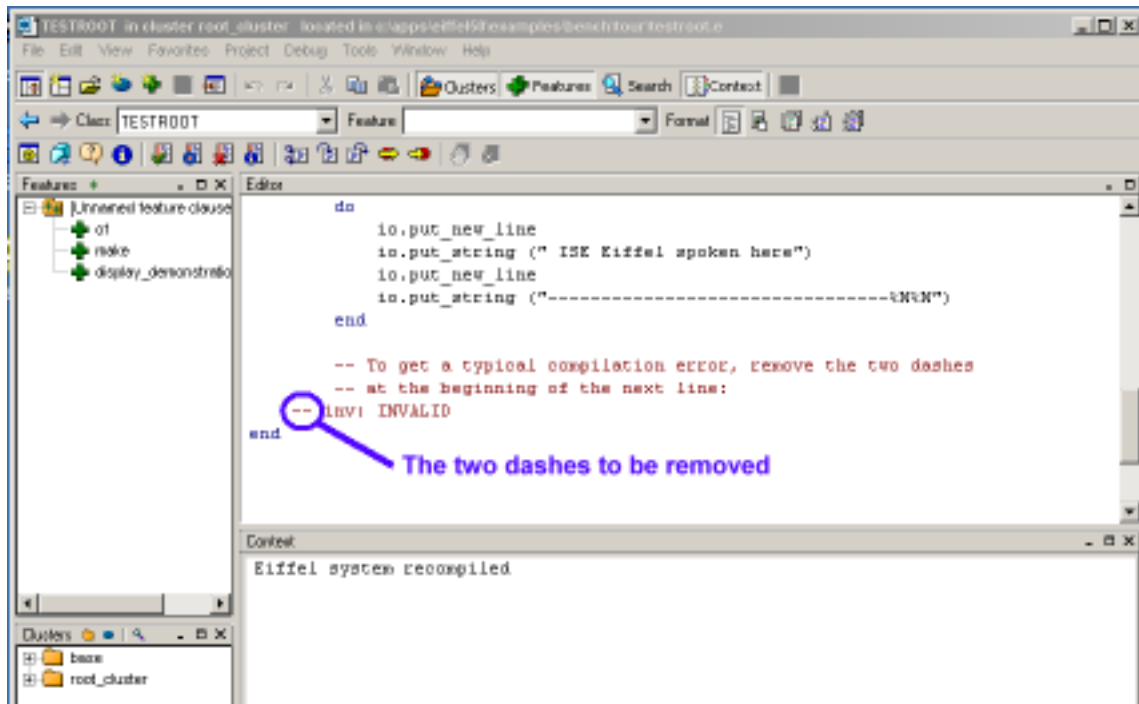 TESTROOT in cluster root_cluster located in c:\apps\eiffel50\examples\bench\tour\testroot.e
File Edit View Favorites Project Debug Tools Window Help
Clusters Features Search Context
Class TESTROOT Feature Format
Features
[Unnamed feature clause
of
make
display_demonstratio
Editor
do
io.put_new_line
io.put_string (" ISE Eiffel spoken here")
io.put_new_line
io.put_string ("--------------------------------%N%N")
end
-- To get a typical compilation error, remove the two dashes
-- at the beginning of the next line:
-- inv: INVALID
end
The two dashes to be removed
Context
Eiffel system recompiled
Clusters
base
root_cluster